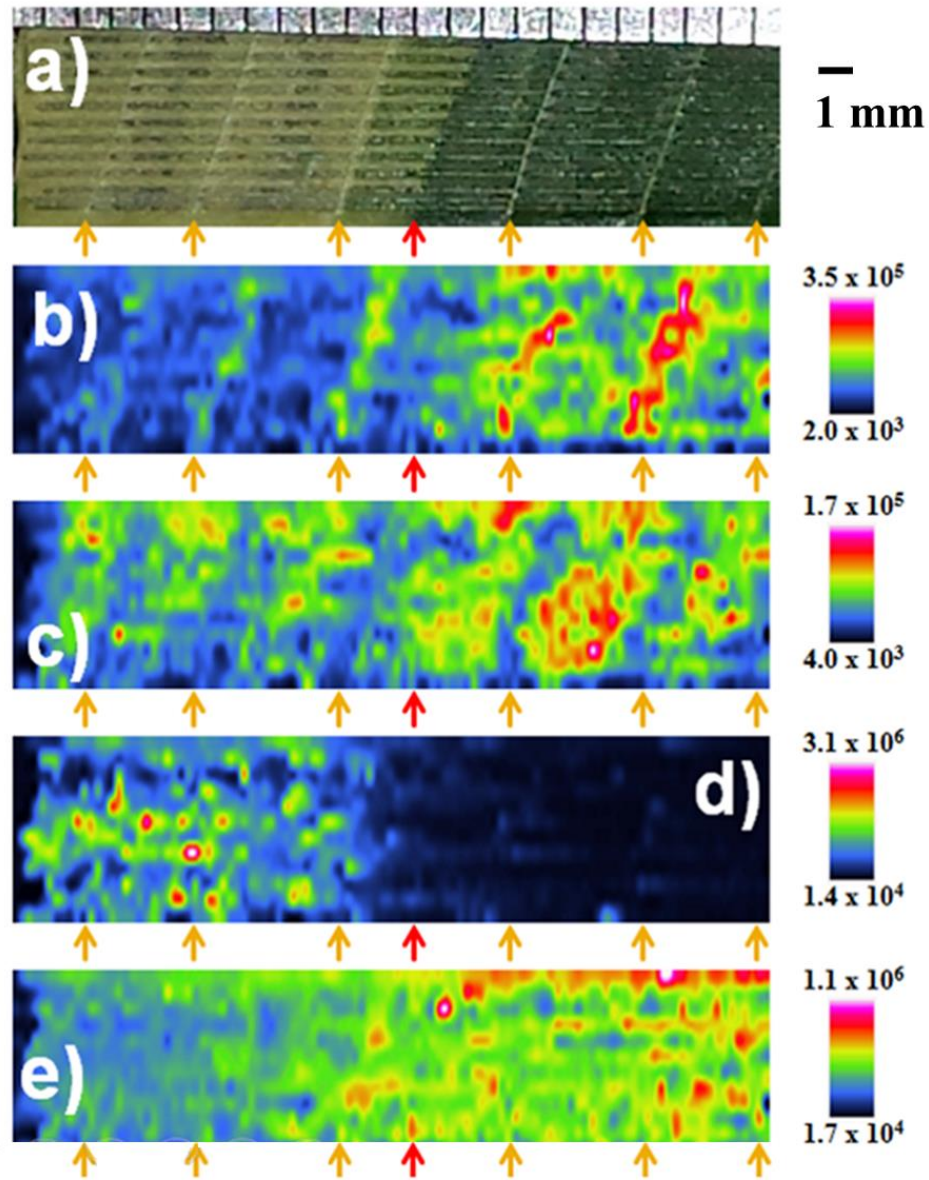 a)
1 mm
b)
3.5 x 10⁵
2.0 x 10³
c)
1.7 x 10⁵
4.0 x 10³
d)
3.1 x 10⁶
1.4 x 10⁴
e)
1.1 x 10⁶
1.7 x 10⁴